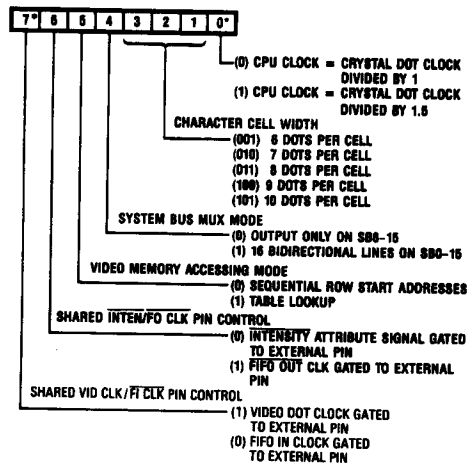 7* 6 5 4 3 2 1 0*
(0) CPU CLOCK = CRYSTAL DOT CLOCK
DIVIDED BY 1
(1) CPU CLOCK = CRYSTAL DOT CLOCK
DIVIDED BY 1.5
CHARACTER CELL WIDTH
(001) 6 DOTS PER CELL
(010) 7 DOTS PER CELL
(011) 8 DOTS PER CELL
(100) 9 DOTS PER CELL
(101) 10 DOTS PER CELL
SYSTEM BUS MUX MODE
(0) OUTPUT ONLY ON SB8-15
(1) 16 BIDIRECTIONAL LINES ON SB0-15
VIDEO MEMORY ACCESSING MODE
(0) SEQUENTIAL ROW START ADDRESSES
(1) TABLE LOOKUP
SHARED INTEN/FO CLK PIN CONTROL
(0) INTENSITY ATTRIBUTE SIGNAL GATED
TO EXTERNAL PIN
(1) FIFO OUT CLK GATED TO EXTERNAL
PIN
SHARED VID CLK/FI CLK PIN CONTROL
(1) VIDEO DOT CLOCK GATED
TO EXTERNAL PIN
(0) FIFO IN CLOCK GATED
TO EXTERNAL PIN